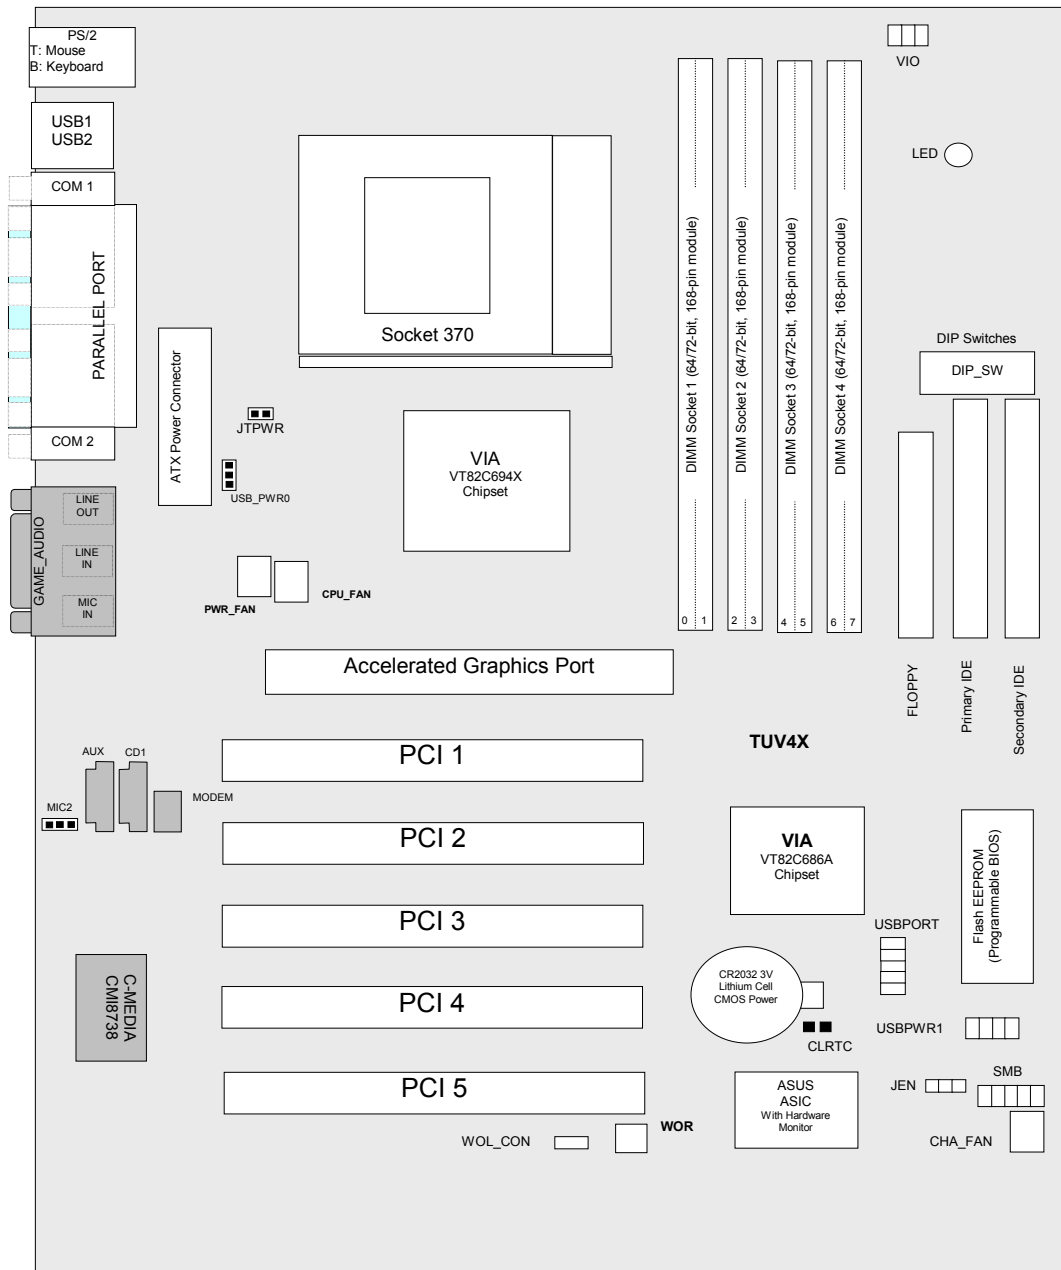 PS/2
T: Mouse
B: Keyboard
VIO
USB1
USB2
LED
COM 1
PARALLEL PORT
Socket 370
DIMM Socket 1 (64/72-bit, 168-pin module)
DIMM Socket 2 (64/72-bit, 168-pin module)
DIMM Socket 3 (64/72-bit, 168-pin module)
DIMM Socket 4 (64/72-bit, 168-pin module)
DIP Switches
DIP_SW
ATX Power Connector
JTPWR
COM 2
VIA
VT82C694X
Chipset
USB_PWR0
GAME_AUDIO
LINE
OUT
LINE
IN
MIC
IN
PWR_FAN
CPU_FAN
0 1
2 3
4 5
6 7
Accelerated Graphics Port
FLOPPY
Primary IDE
Secondary IDE
TUV4X
PCI 1
AUX
CD1
MODEM
MIC2
PCI 2
VIA
VT82C686A
Chipset
Flash EEPROM
(Programmable BIOS)
PCI 3
USBPORT
C-MEDIA
CMI8738
CR2032 3V
Lithium Cell
CMOS Power
PCI 4
USBPWR1
CLRTC
PCI 5
ASUS
ASIC
With Hardware
Monitor
JEN
SMB
WOL_CON
WOR
CHA_FAN